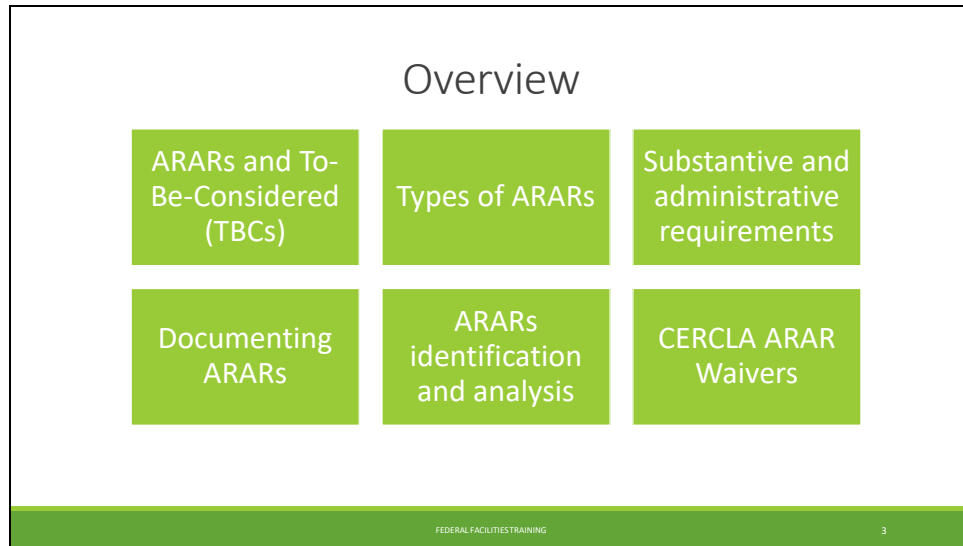 Overview
ARARs and To-
Be-Considered
(TBCs)
Types of ARARs
Substantive and
administrative
requirements
Documenting
ARARs
ARARs
identification
and analysis
CERCLA ARAR
Waivers
FEDERAL FACILITIES TRAINING
3